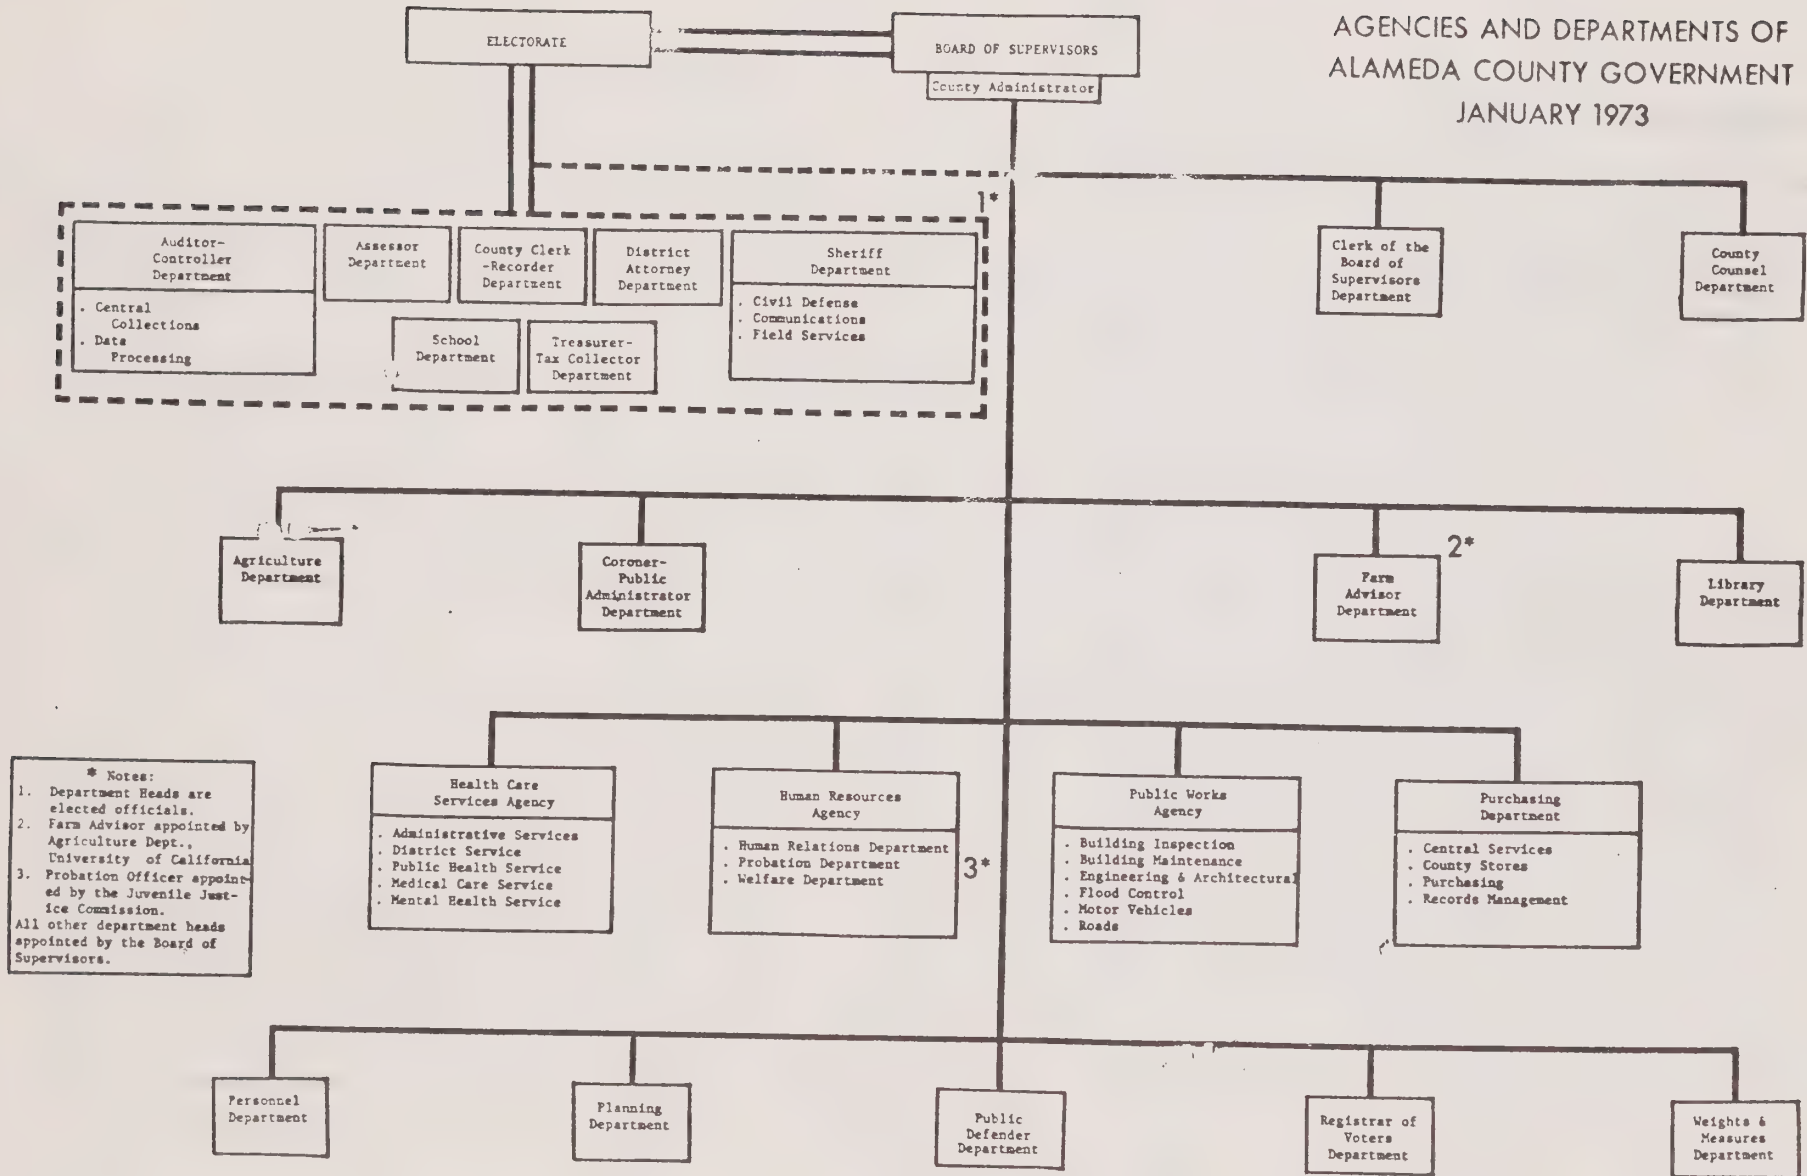 AGENCIES AND DEPARTMENTS OF
ALAMEDA COUNTY GOVERNMENT
JANUARY 1973
ELECTORATE
BOARD OF SUPERVISORS
County Administrator
1*
Auditor-
Controller
Department
. Central
Collections
. Data
Processing
Assessor
Department
County Clerk
-Recorder
Department
District
Attorney
Department
Sheriff
Department
. Civil Defense
. Communications
. Field Services
School
Department
Treasurer-
Tax Collector
Department
Clerk of the
Board of
Supervisors
Department
County
Counsel
Department
Agriculture
Department
Coroner-
Public
Administrator
Department
Farm
Advisor
Department
2*
Library
Department
* Notes:
1. Department Heads are
elected officials.
2. Farm Advisor appointed by
Agriculture Dept.,
University of California
3. Probation Officer appoint-
ed by the Juvenile Just-
ice Commission.
All other department heads
appointed by the Board of
Supervisors.
Health Care
Services Agency
. Administrative Services
. District Service
. Public Health Service
. Medical Care Service
. Mental Health Service
Human Resources
Agency
. Human Relations Department
. Probation Department
. Welfare Department
3*
Public Works
Agency
. Building Inspection
. Building Maintenance
. Engineering & Architectural
. Flood Control
. Motor Vehicles
. Roads
Purchasing
Department
. Central Services
. County Stores
. Purchasing
. Records Management
Personnel
Department
Planning
Department
Public
Defender
Department
Registrar of
Voters
Department
Weights &
Measures
Department